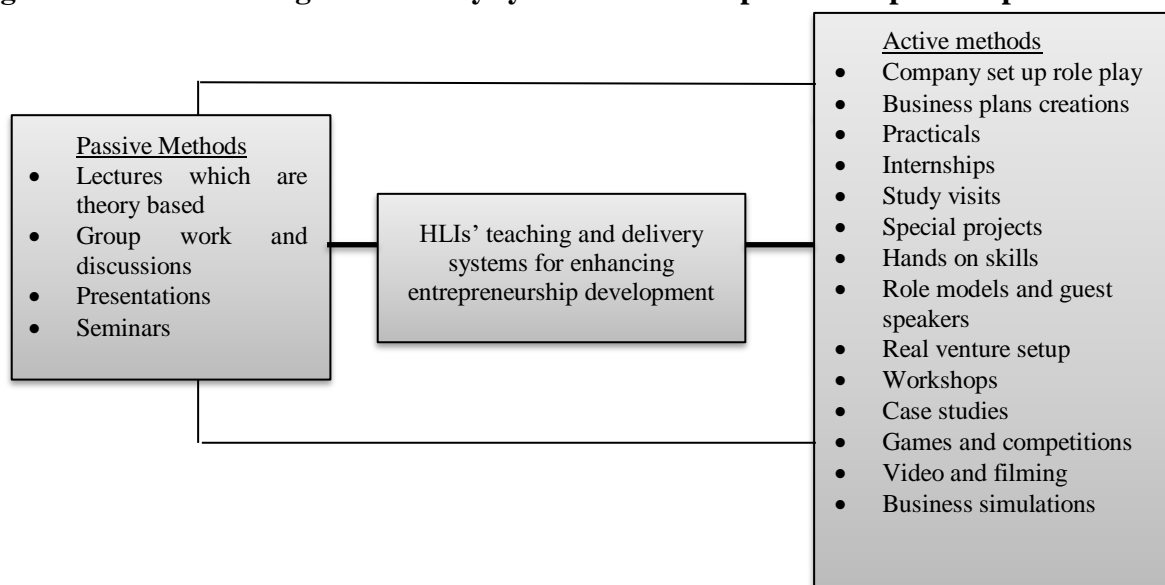 Passive Methods
• Lectures which are
theory based
• Group work and
discussions
• Presentations
• Seminars
HLIs’ teaching and delivery
systems for enhancing
entrepreneurship development
Active methods
• Company set up role play
• Business plans creations
• Practicals
• Internships
• Study visits
• Special projects
• Hands on skills
• Role models and guest
speakers
• Real venture setup
• Workshops
• Case studies
• Games and competitions
• Video and filming
• Business simulations